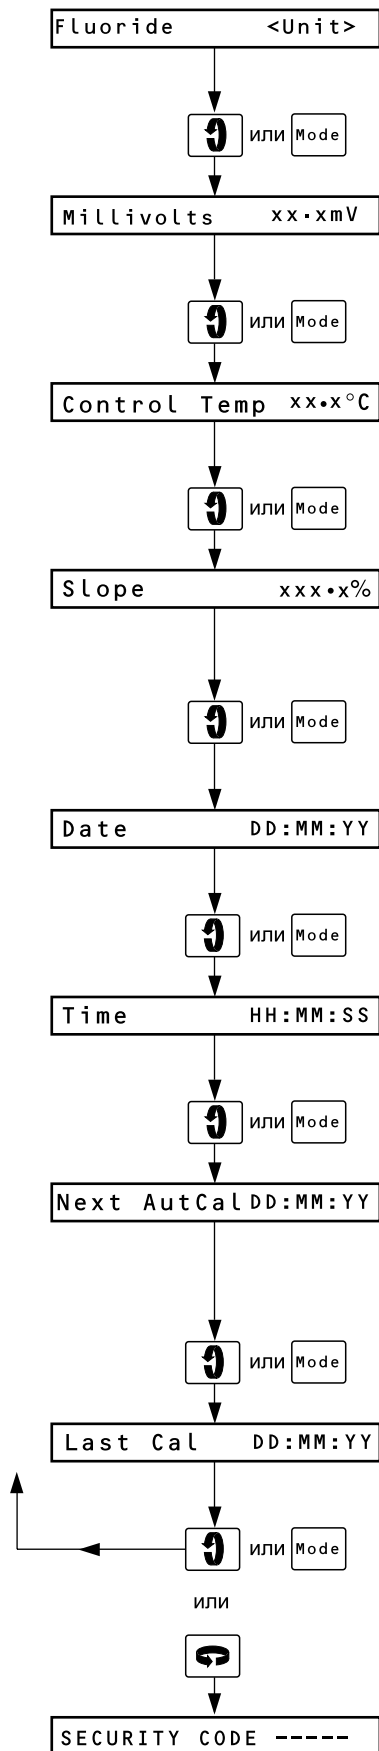 Fluoride <Unit>
или Mode
Millivolts xx.xmV
или Mode
Control Temp xx.x°C
или Mode
Slope xxx.x%
или Mode
Date DD:MM:YY
или Mode
Time HH:MM:SS
или Mode
Next AutCal DD:MM:YY
или Mode
Last Cal DD:MM:YY
или Mode
или
SECURITY CODE -----